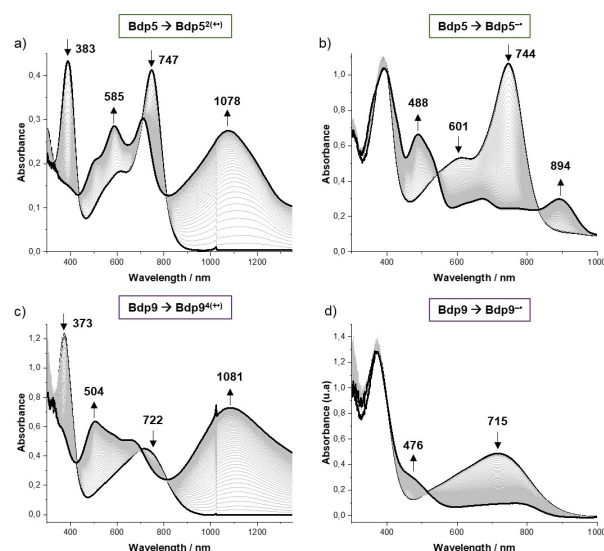 Bdp5 → Bdp5²⁽⁺•⁾
Bdp5 → Bdp5⁻•
a)
383
747
585
1078
Absorbance
0,4
0,3
0,2
0,1
0,0
400 600 800 1000 1200
Wavelength / nm
b)
744
488
601
894
Absorbance
1,0
0,8
0,6
0,4
0,2
0,0
400 600 800 1000
Wavelength / nm
Bdp9 → Bdp9⁴⁽⁺•⁾
Bdp9 → Bdp9⁻•
c)
373
504
722
1081
Absorbance
1,2
1,0
0,8
0,6
0,4
0,2
0,0
400 600 800 1000 1200
Wavelength / nm
d)
715
476
Absorbance (u.a)
1,4
1,2
1,0
0,8
0,6
0,4
0,2
0,0
400 600 800 1000
Wavelength / nm